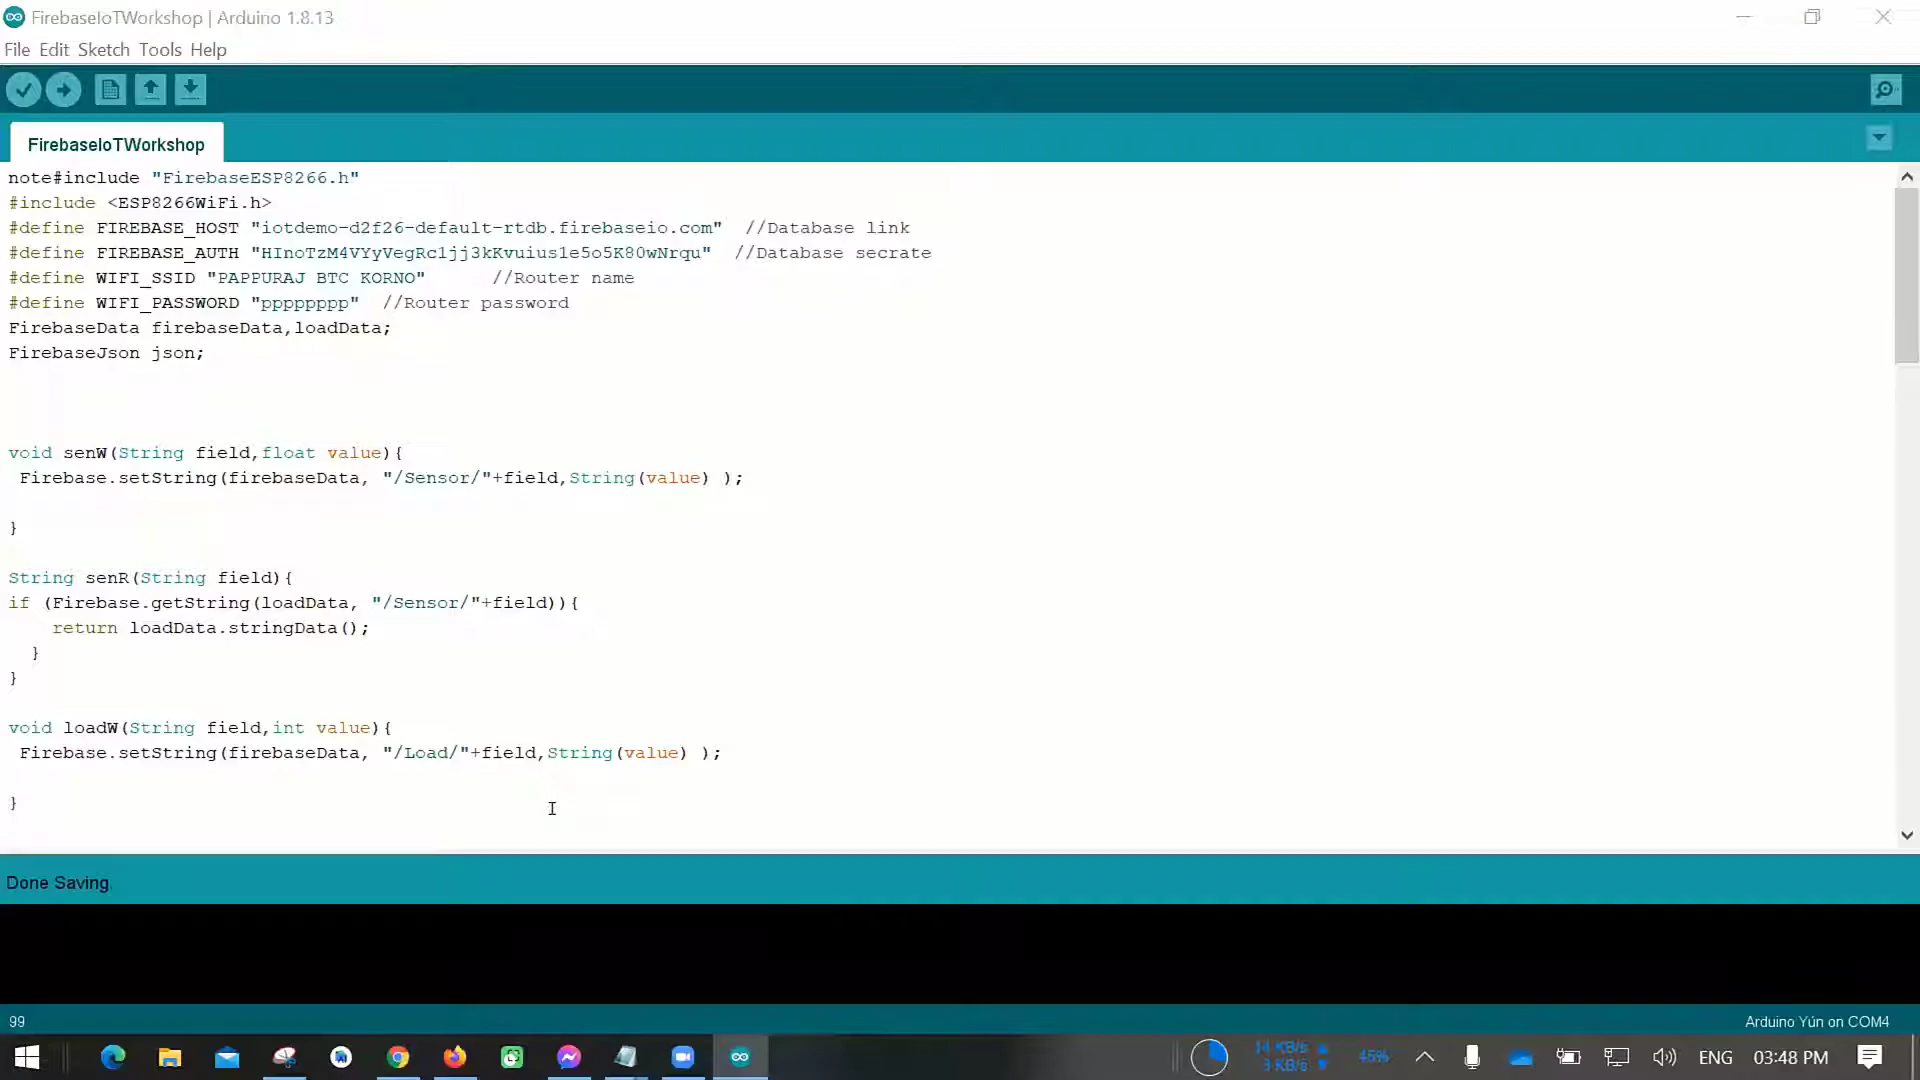 FirebaseIoTWorkshop | Arduino 1.8.13
File Edit Sketch Tools Help
FirebaseIoTWorkshop
note#include "FirebaseESP8266.h"
#include <ESP8266WiFi.h>
#define FIREBASE_HOST "iotdemo-d2f26-default-rtdb.firebaseio.com" //Database link
#define FIREBASE_AUTH "HInoTzM4VYyVegRc1jj3kKvuius1e5o5K80wNrqu" //Database secrate
#define WIFI_SSID "PAPPURAJ BTC KORNO" //Router name
#define WIFI_PASSWORD "pppppppp" //Router password
FirebaseData firebaseData,loadData;
FirebaseJson json;
void senW(String field,float value){
Firebase.setString(firebaseData, "/Sensor/"+field,String(value) );
}
String senR(String field){
if (Firebase.getString(loadData, "/Sensor/"+field)){
return loadData.stringData();
}
}
void loadW(String field,int value){
Firebase.setString(firebaseData, "/Load/"+field,String(value) );
}
Done Saving.
99
Arduino Yún on COM4
14 KB/s
3 KB/s
45%
ENG
03:48 PM